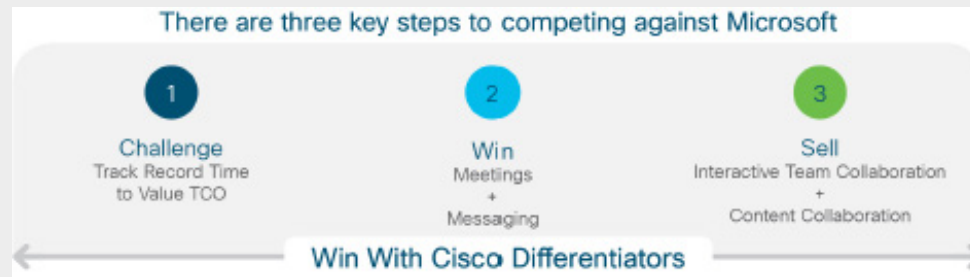 There are three key steps to competing against Microsoft
1
Challenge
Track Record Time
to Value TCO
2
Win
Meetings
+
Messaging
3
Sell
Interactive Team Collaboration
+
Content Collaboration
Win With Cisco Differentiators